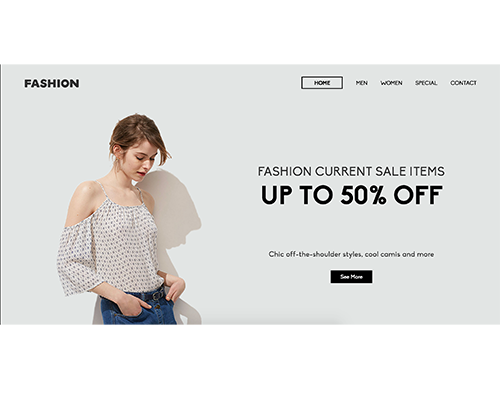 FASHION
HOME MEN WOMEN SPECIAL CONTACT
FASHION CURRENT SALE ITEMS
UP TO 50% OFF
Chic off-the-shoulder styles, cool camis and more
See More